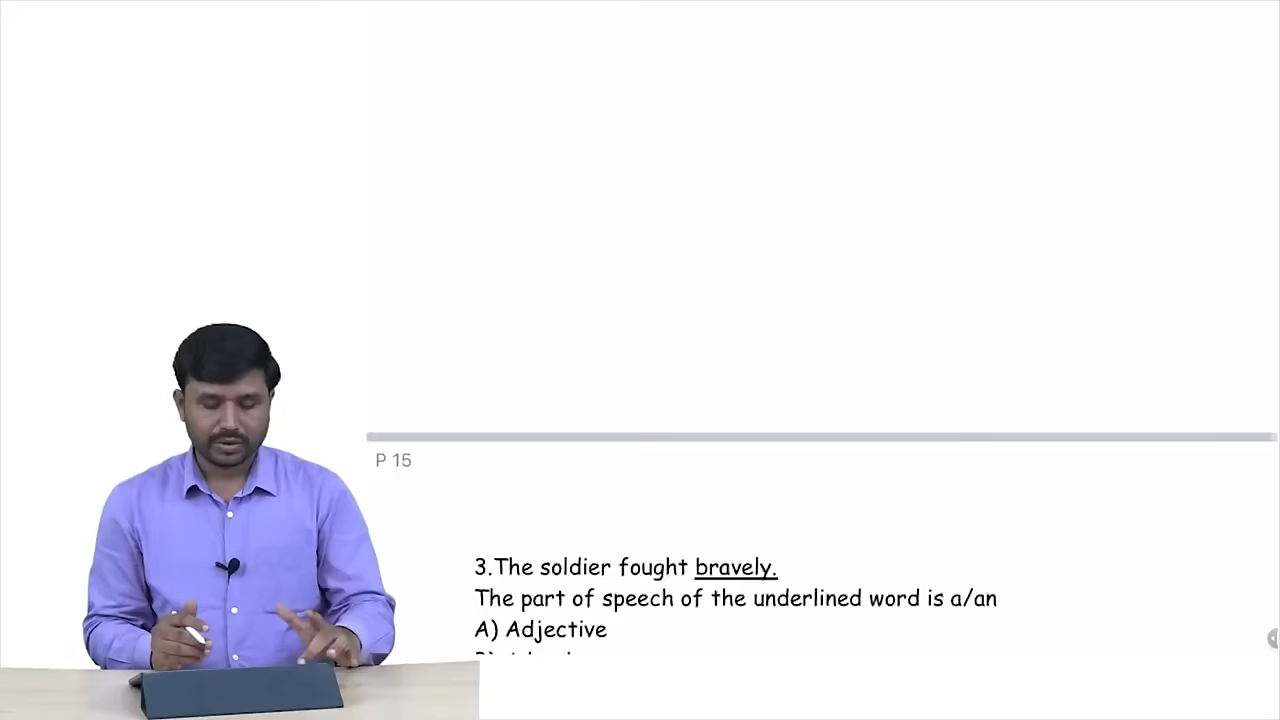 P 15
3.The soldier fought bravely.
The part of speech of the underlined word is a/an
A) Adjective